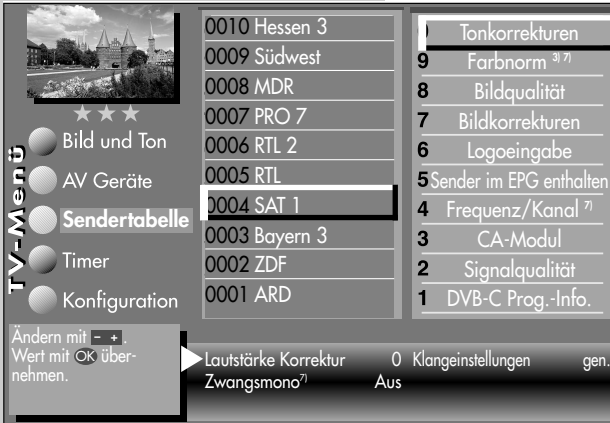 TV-Menü
Bild und Ton
AV Geräte
Sendertabelle
Timer
Konfiguration
Ändern mit - + .
Wert mit OK über-
nehmen.
0010 Hessen 3
0009 Südwest
0008 MDR
0007 PRO 7
0006 RTL 2
0005 RTL
0004 SAT 1
0003 Bayern 3
0002 ZDF
0001 ARD
Tonkorrekturen
9 Farbnorm 3) 7)
8 Bildqualität
7 Bildkorrekturen
6 Logoeingabe
5 Sender im EPG enthalten
4 Frequenz/Kanal 7)
3 CA-Modul
2 Signalqualität
1 DVB-C Prog.-Info.
Lautstärke Korrektur 0 Klangeinstellungen gen.
Zwangsmono7) Aus